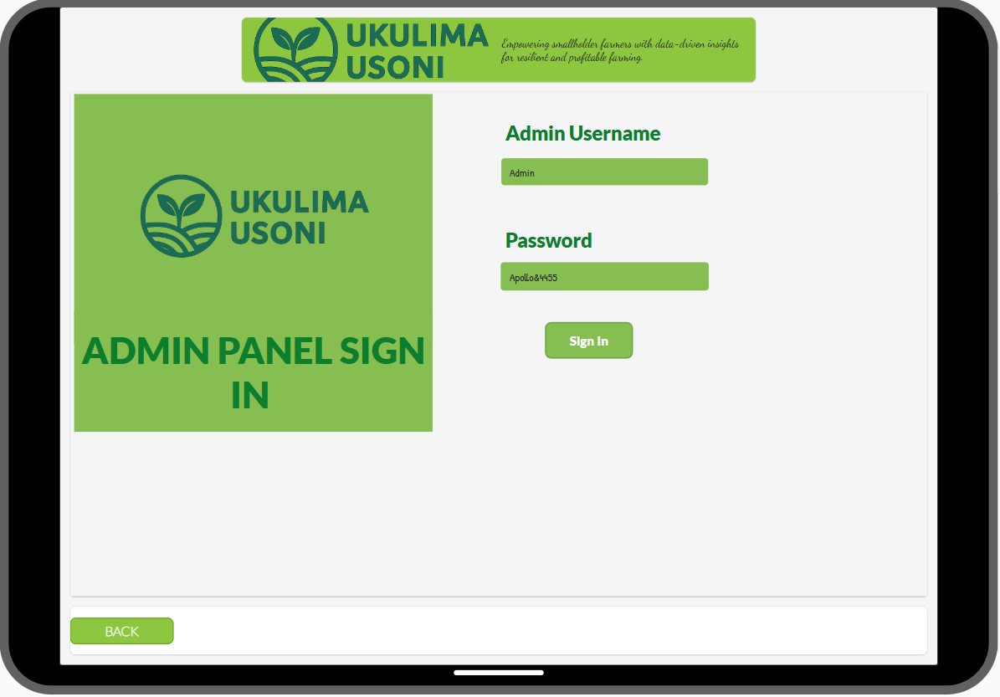 UKULIMA
USONI
Empowering smallholder farmers with data-driven insights
for resilient and profitable farming.
UKULIMA
USONI
ADMIN PANEL SIGN
IN
Admin Username
Admin
Password
Apollo&4455
Sign In
BACK